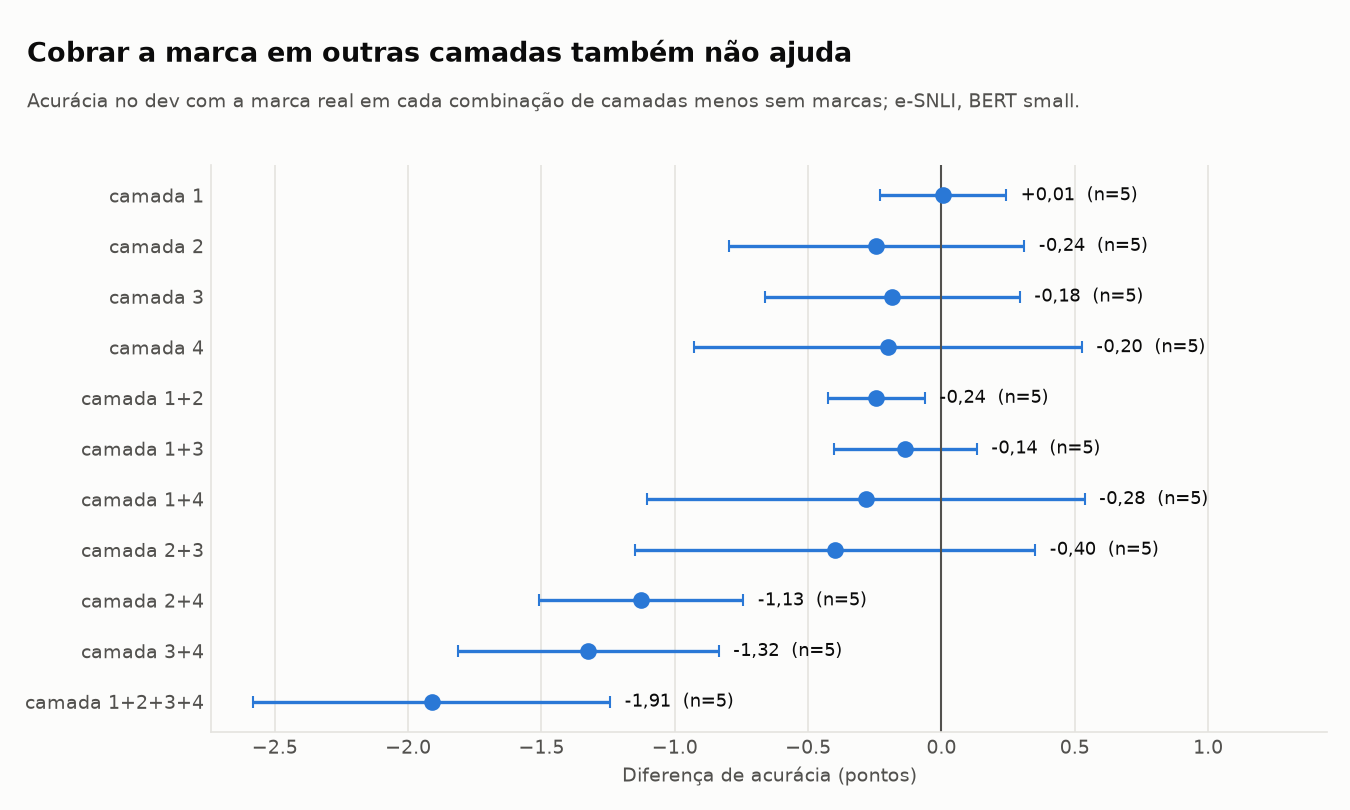 Cobrar a marca em outras camadas também não ajuda
Acurácia no dev com a marca real em cada combinação de camadas menos sem marcas; e-SNLI, BERT small.
camada 1 +0,01 (n=5)
camada 2 -0,24 (n=5)
camada 3 -0,18 (n=5)
camada 4 -0,20 (n=5)
camada 1+2 -0,24 (n=5)
camada 1+3 -0,14 (n=5)
camada 1+4 -0,28 (n=5)
camada 2+3 -0,40 (n=5)
camada 2+4 -1,13 (n=5)
camada 3+4 -1,32 (n=5)
camada 1+2+3+4 -1,91 (n=5)
−2.5 −2.0 −1.5 −1.0 −0.5 0.0 0.5 1.0
Diferença de acurácia (pontos)